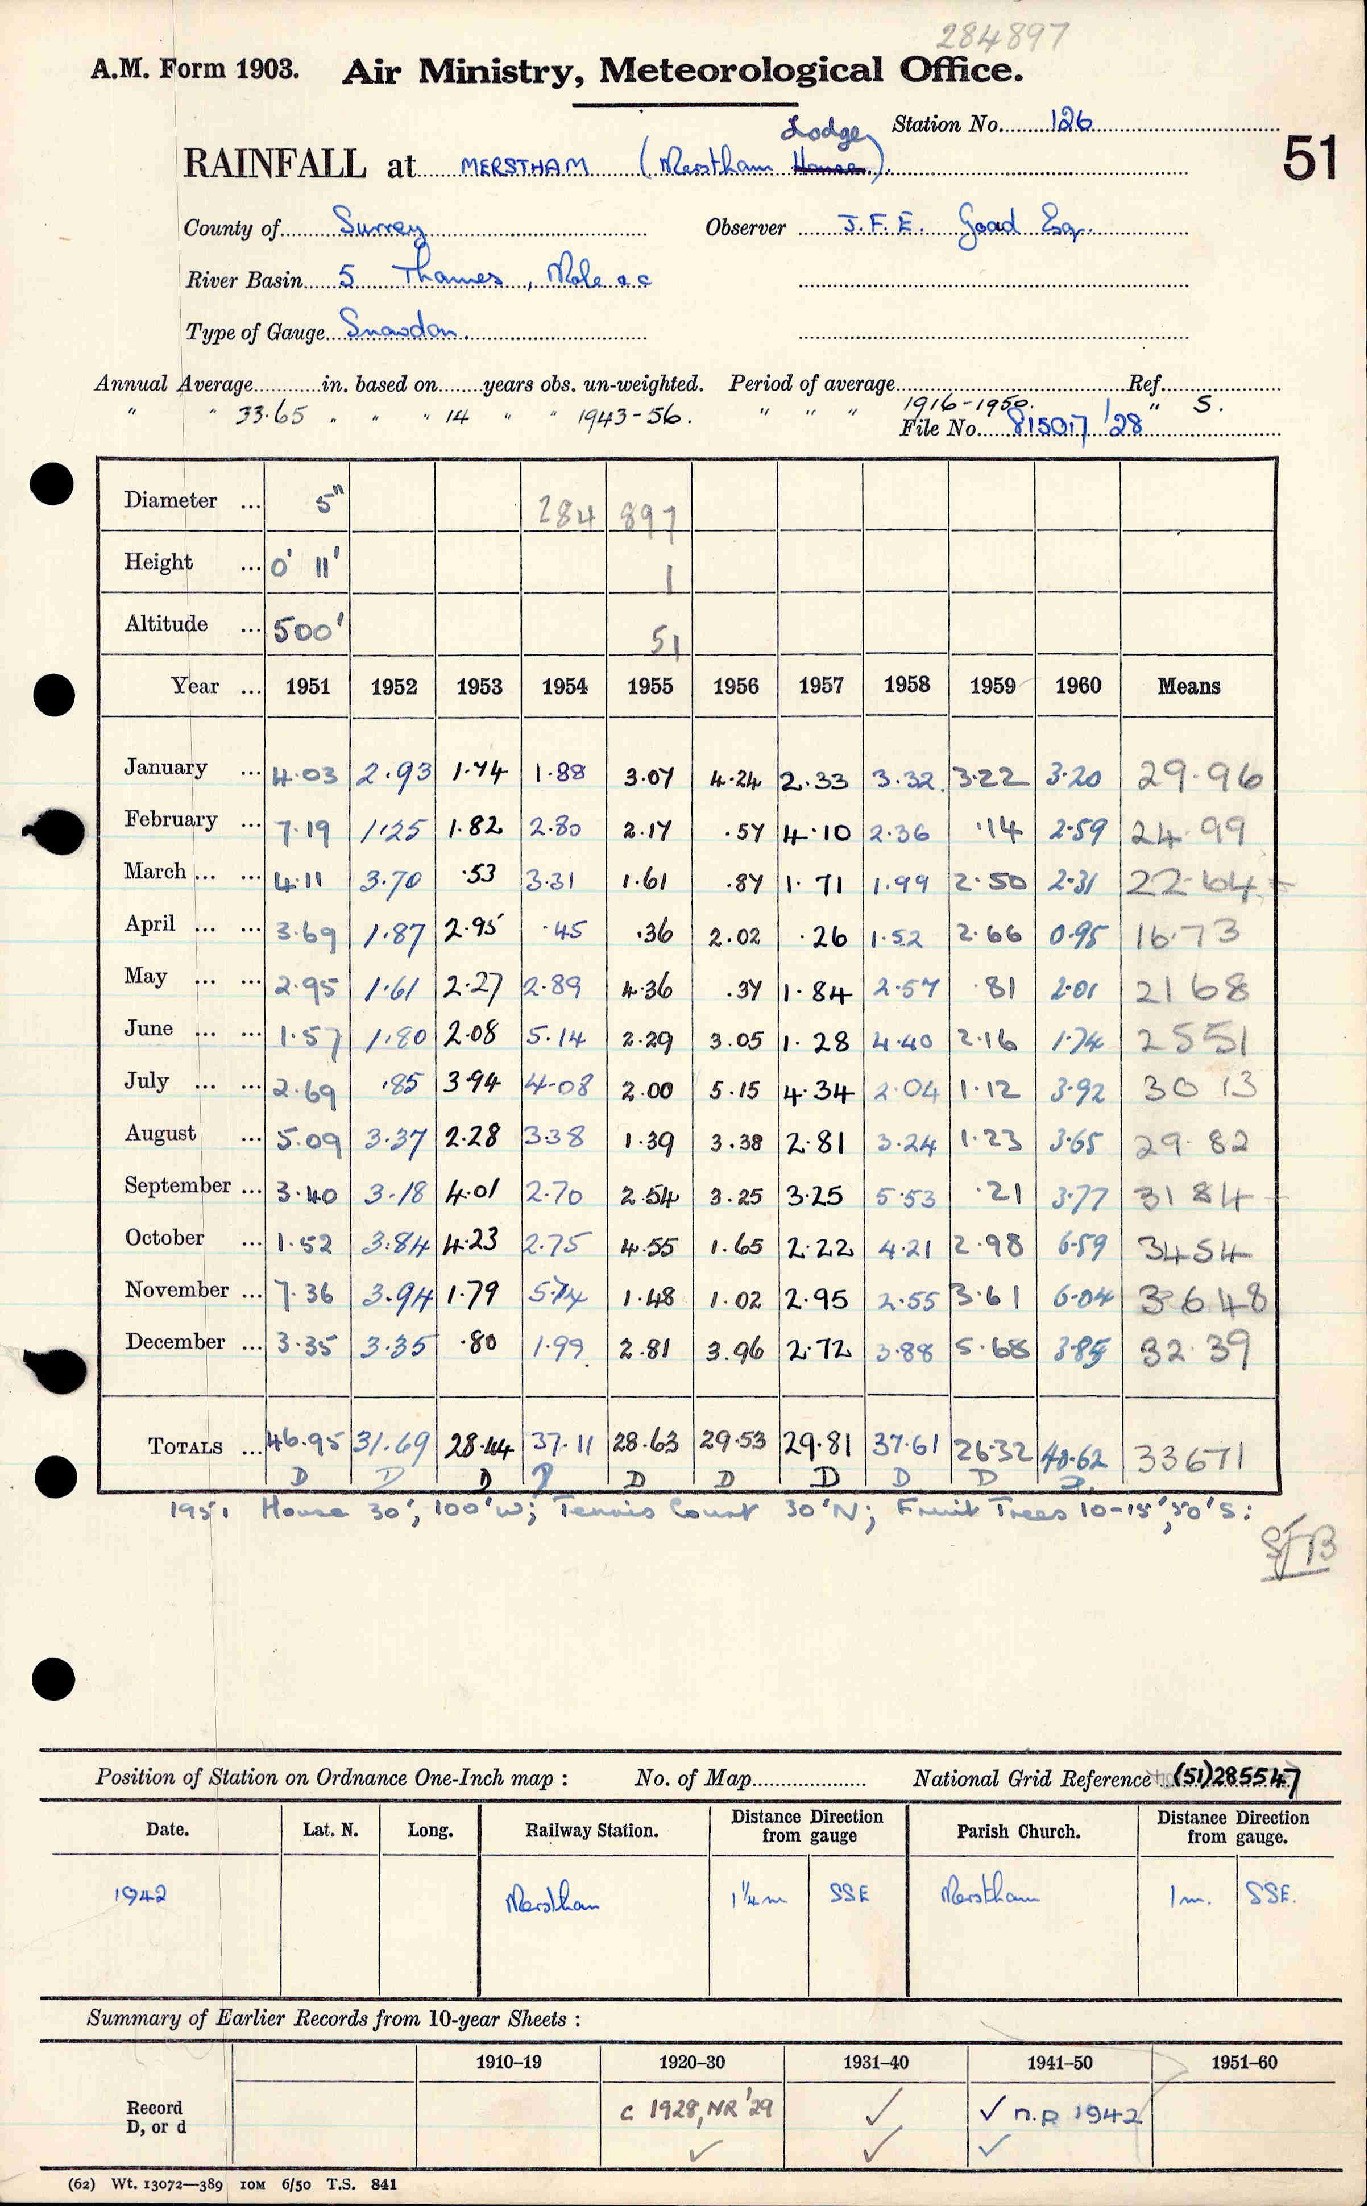 284897
A.M. Form 1903. Air Ministry, Meteorological Office.
Station No. 126
51
Lodge
RAINFALL at MERSTHAM (Merstham House).
County of Surrey Observer J.F.E. Goad Esq.
River Basin 5 Thames, Mole &c
Type of Gauge Snowdon.
Annual Average in. based on years obs. un-weighted. Period of average Ref.
" " 33.65 " " " 14 " " 1943-56. " " " 1916-1950. " S.
File No. 815017/28
Diameter ... 5" 284 897
Height ... 0' 11' 1
Altitude ... 500' 51
Year ... 1951 1952 1953 1954 1955 1956 1957 1958 1959 1960 Means
January ... 4.03 2.93 1.74 1.88 3.07 4.24 2.33 3.32 3.22 3.20 29.96
February ... 7.19 1.25 1.82 2.80 2.17 .57 4.10 2.36 .14 2.59 24.99
March ... ... 4.11 3.70 .53 3.31 1.61 .87 1.71 1.99 2.50 2.31 22.64
April ... ... 3.69 1.87 2.95 .45 .36 2.02 .26 1.52 2.66 0.95 16.73
May ... ... 2.95 1.61 2.27 2.89 4.36 .37 1.84 2.57 .81 2.01 21 68
June ... ... 1.57 1.80 2.08 5.14 2.29 3.05 1.28 4.40 2.16 1.74 25 51
July ... ... 2.69 .85 3.94 4.08 2.00 5.15 4.34 2.04 1.12 3.92 30 13
August ... 5.09 3.37 2.28 3.38 1.39 3.38 2.81 3.24 1.23 3.65 29.82
September ... 3.40 3.18 4.01 2.70 2.54 3.25 3.25 5.53 .21 3.77 31 84
October ... 1.52 3.84 4.23 2.75 4.55 1.65 2.22 4.21 2.98 6.59 34 54
November ... 7.36 3.94 1.79 5.74 1.48 1.02 2.95 2.55 3.61 6.04 36 48
December ... 3.35 3.35 .80 1.99 2.81 3.96 2.72 3.88 5.68 3.85 32.39
TOTALS ... 46.95 31.69 28.44 37.11 28.63 29.53 29.81 37.61 26.32 40.62 33671
D D D D D D D D D D
1951 House 30', 100'W; Tennis Court 30'N; Fruit Trees 10-15', 50'S:
SFB
Position of Station on Ordnance One-Inch map : No. of Map National Grid Reference (51)285547
Date. Lat. N. Long. Railway Station. Distance Direction from gauge Parish Church. Distance Direction from gauge.
1942 Merstham 1¼m SSE Merstham 1m. SSE.
Summary of Earlier Records from 10-year Sheets :
1910–19 1920–30 1931–40 1941–50 1951–60
Record D, or d c 1928, NR '29 ✓ ✓ n.r 1942
✓ ✓ ✓
(62) Wt. 13072—389 10M 6/50 T.S. 841